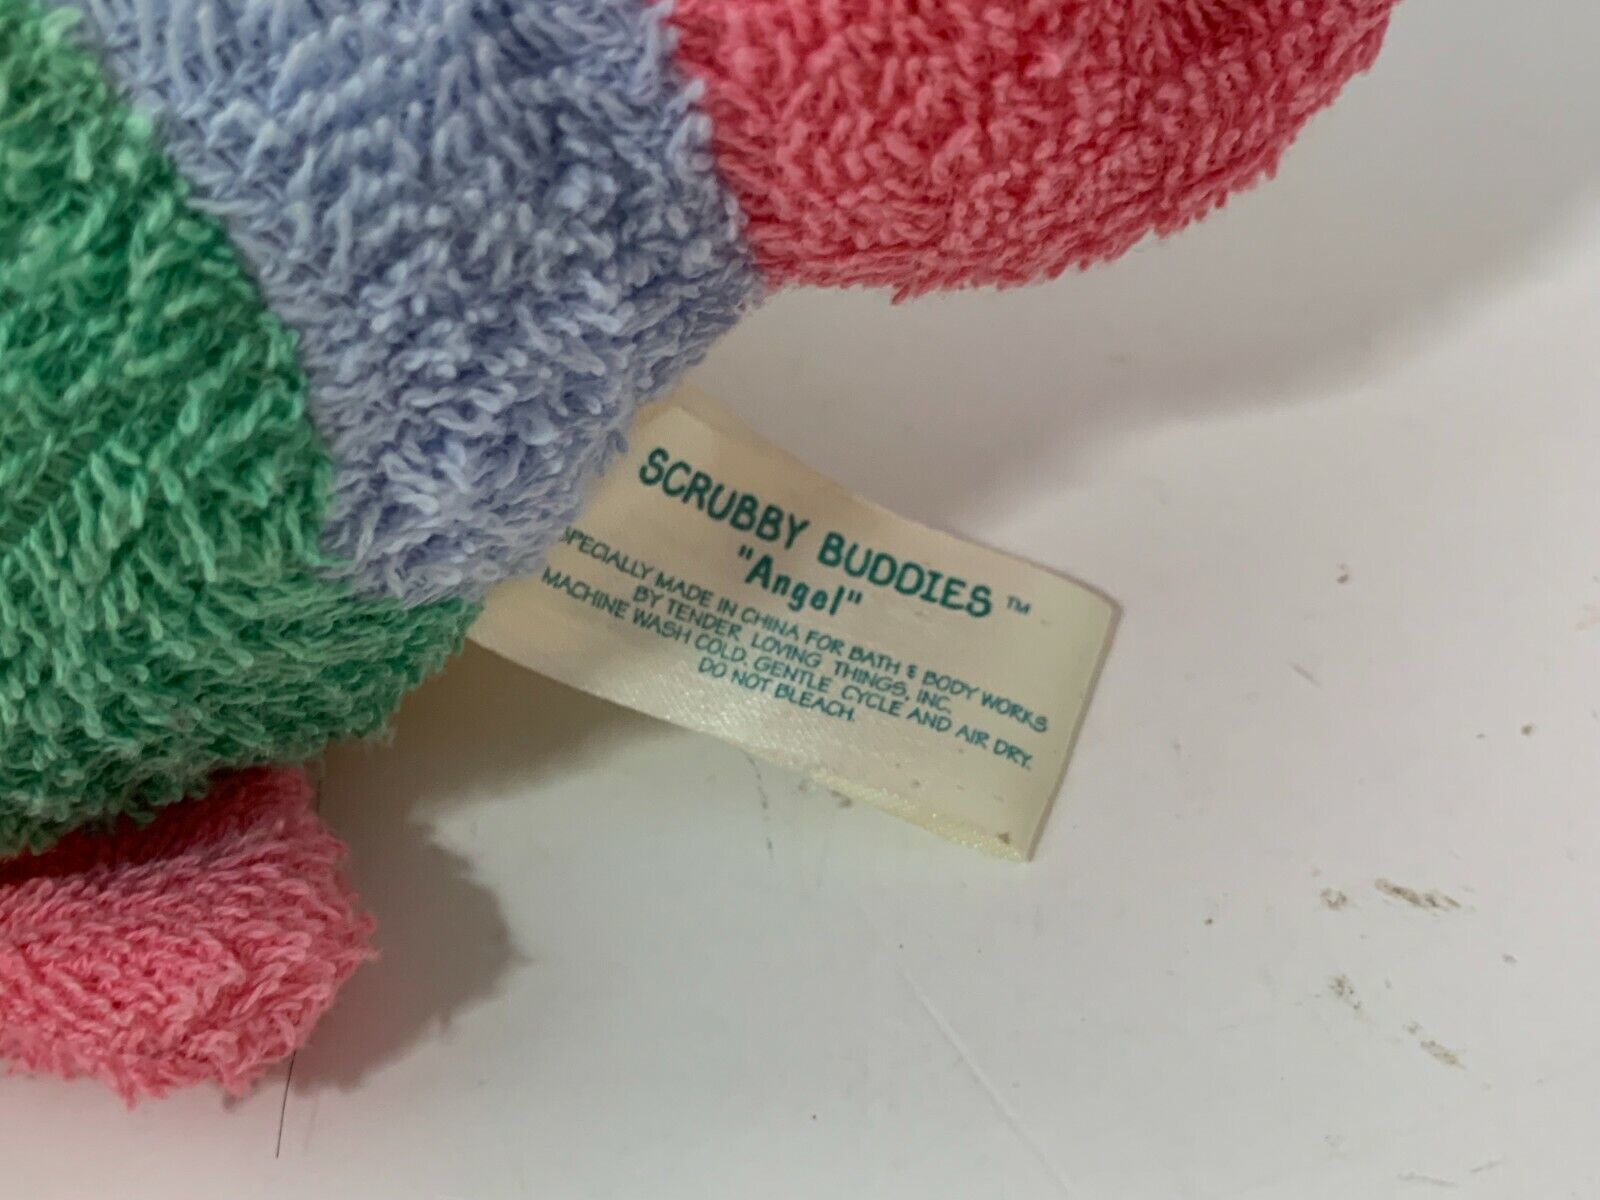 SCRUBBY BUDDIES™
"Angel"
SPECIALLY MADE IN CHINA FOR BATH & BODY WORKS
BY TENDER LOVING THINGS, INC.
MACHINE WASH COLD, GENTLE CYCLE AND AIR DRY.
DO NOT BLEACH.